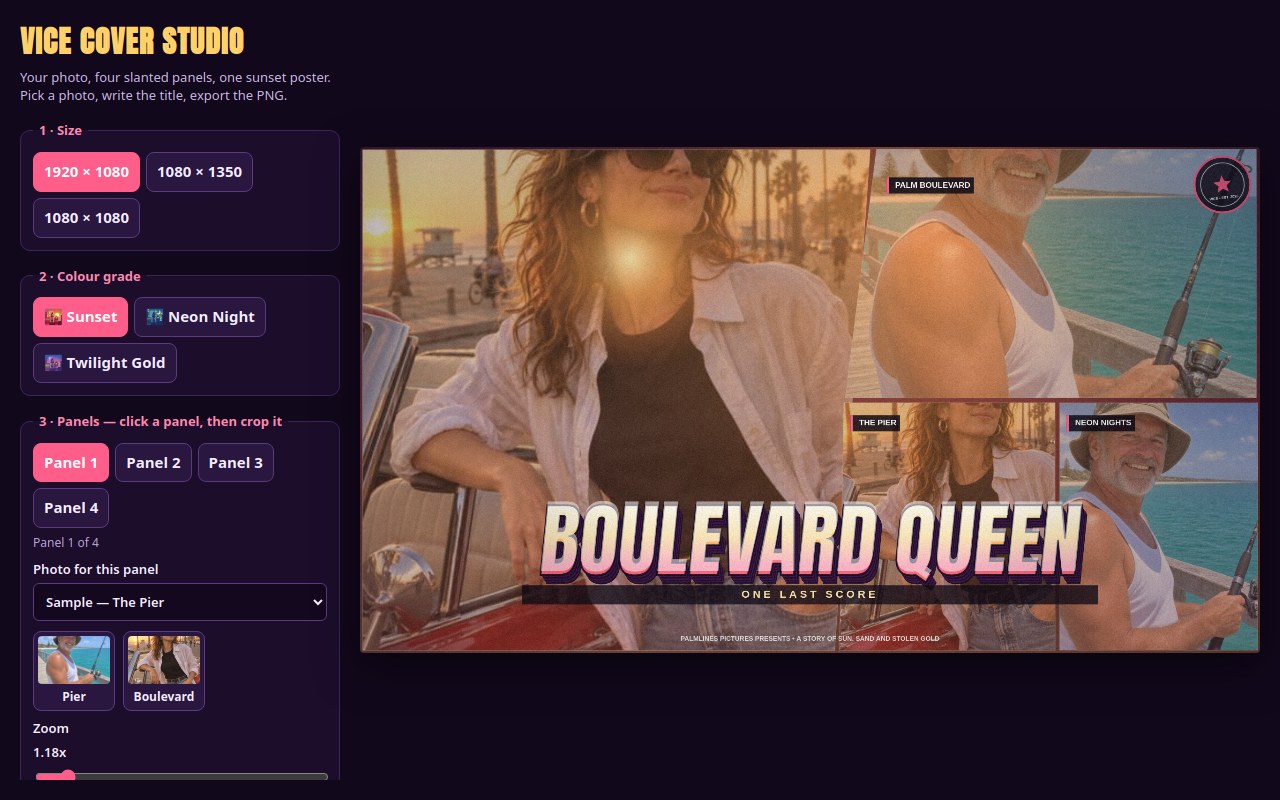 VICE COVER STUDIO
Your photo, four slanted panels, one sunset poster.
Pick a photo, write the title, export the PNG.
1 · Size
1920 × 1080
1080 × 1350
1080 × 1080
2 · Colour grade
Sunset
Neon Night
Twilight Gold
3 · Panels — click a panel, then crop it
Panel 1
Panel 2
Panel 3
Panel 4
Panel 1 of 4
Photo for this panel
Sample — The Pier
Pier
Boulevard
Zoom
1.18x
PALM BOULEVARD
THE PIER
NEON NIGHTS
BOULEVARD QUEEN
ONE LAST SCORE
PALMLINES PICTURES PRESENTS • A STORY OF SUN, SAND AND STOLEN GOLD